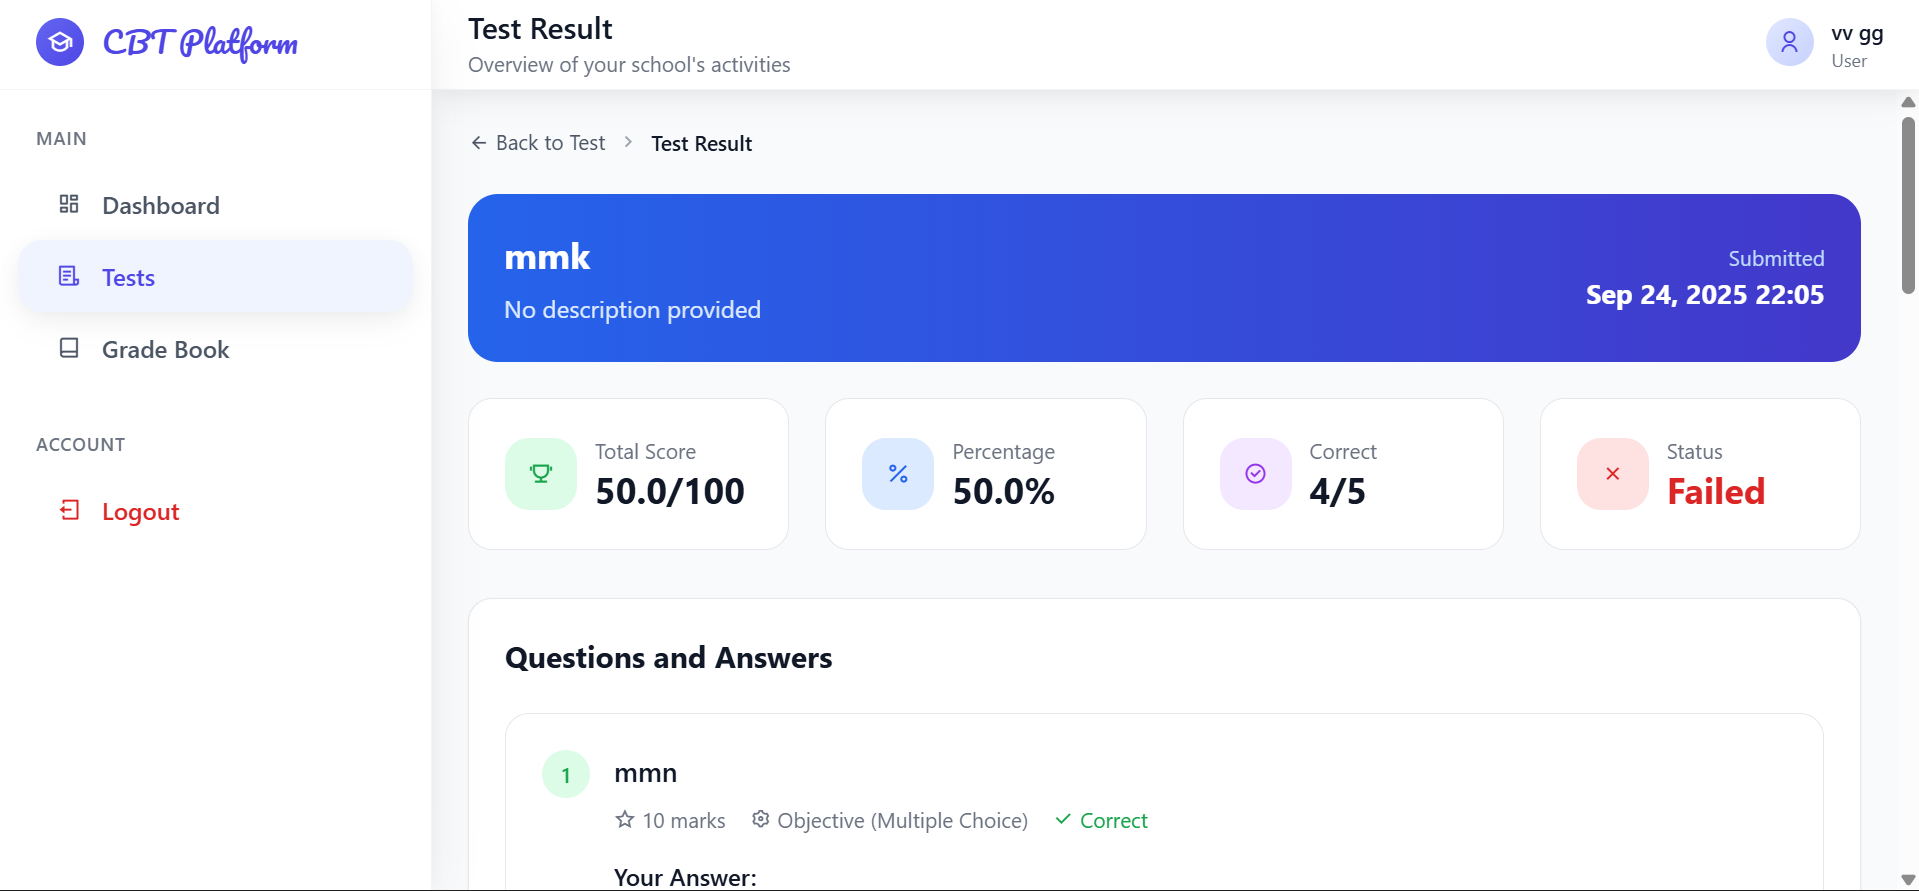 CBT Platform
Test Result
Overview of your school's activities
vv gg
User
MAIN
Dashboard
Tests
Grade Book
ACCOUNT
Logout
Back to Test > Test Result
mmk
No description provided
Submitted
Sep 24, 2025 22:05
Total Score
50.0/100
Percentage
50.0%
Correct
4/5
Status
Failed
Questions and Answers
1 mmn
10 marks Objective (Multiple Choice) Correct
Your Answer: